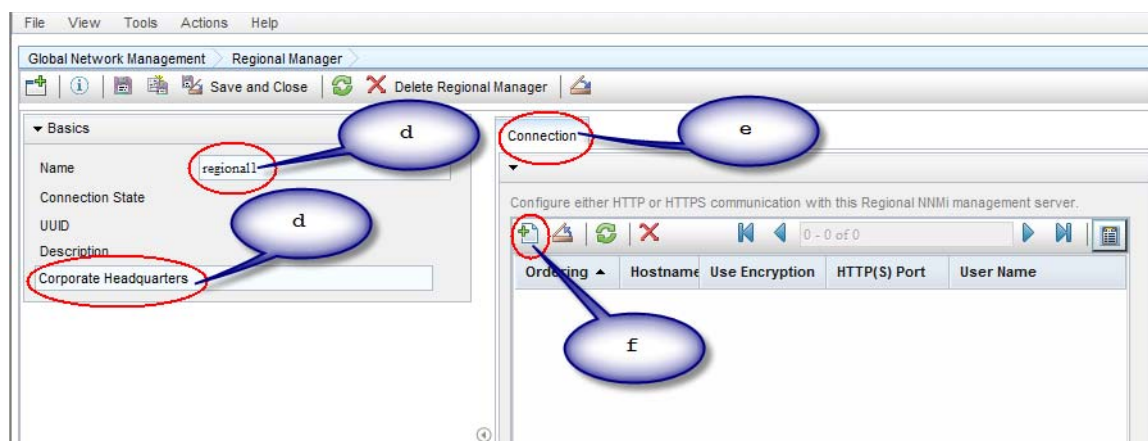 File View Tools Actions Help
Global Network Management Regional Manager
Save and Close Delete Regional Manager
Basics
d
Name regional1
Connection State
UUID
d
Description
Corporate Headquarters
Connection
e
Configure either HTTP or HTTPS communication with this Regional NNMi management server.
0 - 0 of 0
Ordering Hostname Use Encryption HTTP(S) Port User Name
f